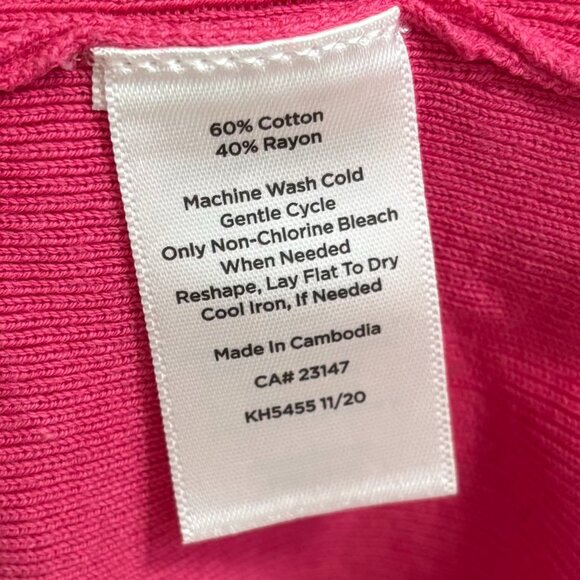 60% Cotton
40% Rayon
Machine Wash Cold
Gentle Cycle
Only Non-Chlorine Bleach
When Needed
Reshape, Lay Flat To Dry
Cool Iron, If Needed
Made In Cambodia
CA# 23147
KH5455 11/20